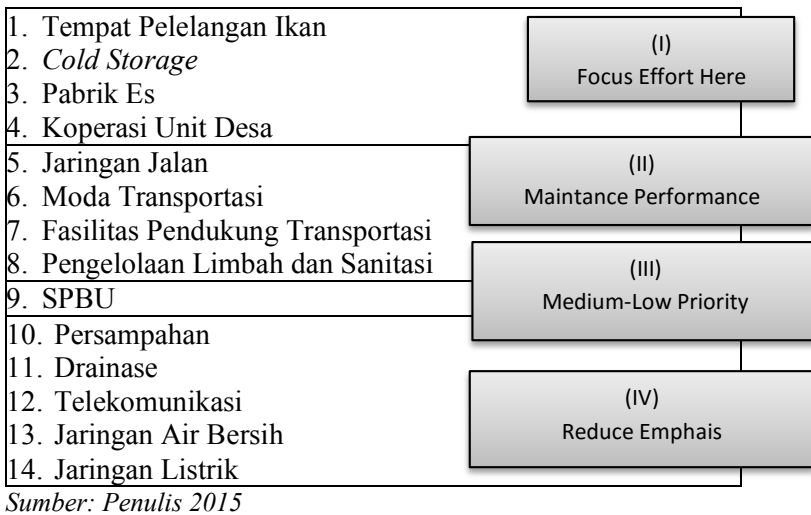 1. Tempat Pelelangan Ikan
2. Cold Storage
3. Pabrik Es
4. Koperasi Unit Desa
(I)
Focus Effort Here
5. Jaringan Jalan
6. Moda Transportasi
7. Fasilitas Pendukung Transportasi
8. Pengelolaan Limbah dan Sanitasi
(II)
Maintance Performance
9. SPBU
(III)
Medium-Low Priority
10. Persampahan
11. Drainase
12. Telekomunikasi
13. Jaringan Air Bersih
14. Jaringan Listrik
(IV)
Reduce Emphais
Sumber: Penulis 2015